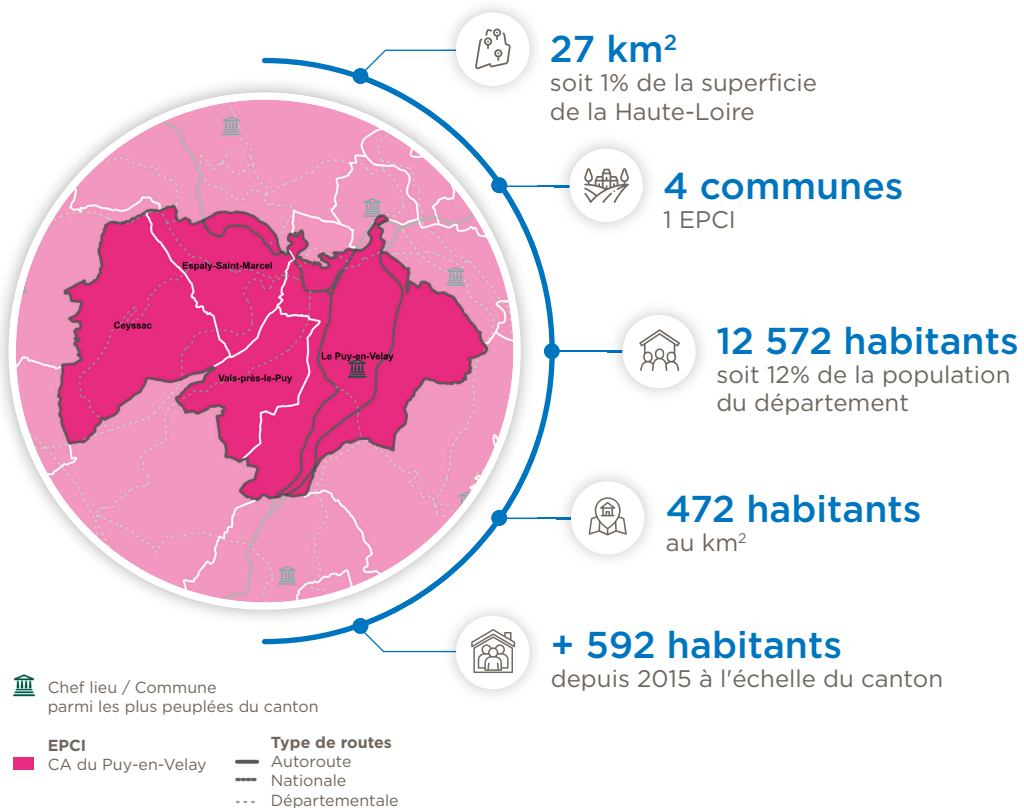 27 km²
soit 1% de la superficie
de la Haute-Loire
4 communes
1 EPCI
12 572 habitants
soit 12% de la population
du département
472 habitants
au km²
+ 592 habitants
depuis 2015 à l'échelle du canton
Espaly-Saint-Marcel
Ceyssac
Le Puy-en-Velay
Vals-près-le-Puy
Chef lieu / Commune
parmi les plus peuplées du canton
EPCI
CA du Puy-en-Velay
Type de routes
Autoroute
Nationale
Départementale